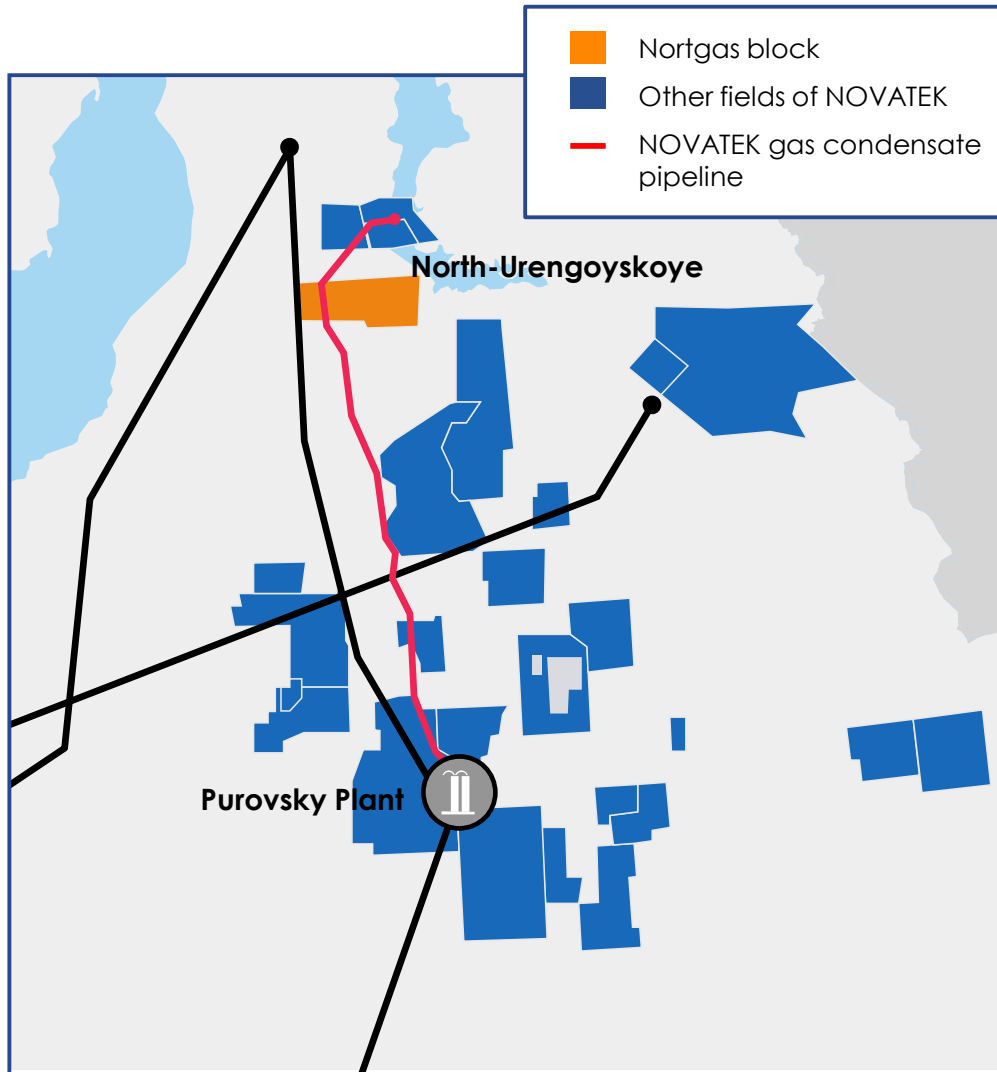 Nortgas block
Other fields of NOVATEK
NOVATEK gas condensate
pipeline
North-Urengoyskoye
Purovsky Plant